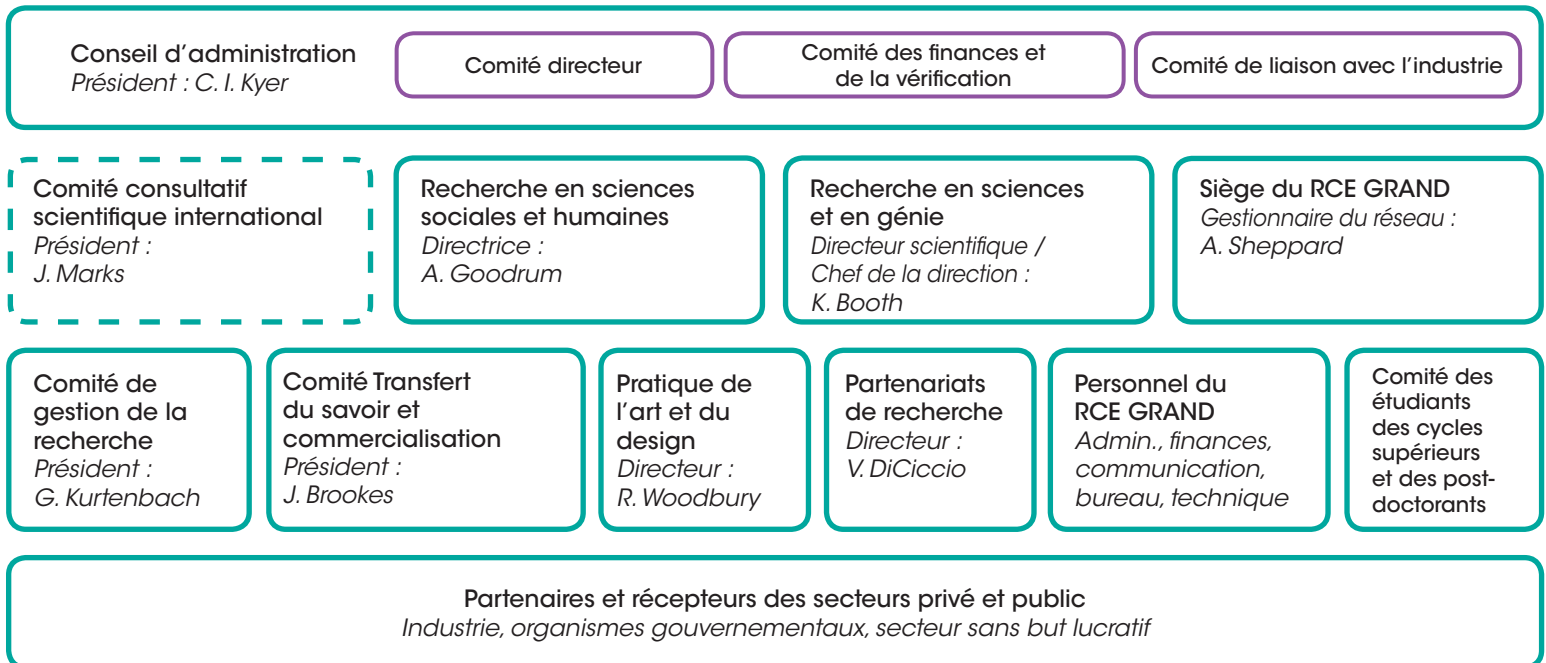 Conseil d’administration
Président : C. I. Kyer
Comité directeur
Comité des finances et
de la vérification
Comité de liaison avec l’industrie
Comité consultatif
scientifique international
Président :
J. Marks
Recherche en sciences
sociales et humaines
Directrice :
A. Goodrum
Recherche en sciences
et en génie
Directeur scientifique /
Chef de la direction :
K. Booth
Siège du RCE GRAND
Gestionnaire du réseau :
A. Sheppard
Comité de
gestion de la
recherche
Président :
G. Kurtenbach
Comité Transfert
du savoir et
commercialisation
Président :
J. Brookes
Pratique de
l’art et du
design
Directeur :
R. Woodbury
Partenariats
de recherche
Directeur :
V. DiCiccio
Personnel du
RCE GRAND
Admin., finances,
communication,
bureau, technique
Comité des
étudiants
des cycles
supérieurs
et des post-
doctorants
Partenaires et récepteurs des secteurs privé et public
Industrie, organismes gouvernementaux, secteur sans but lucratif